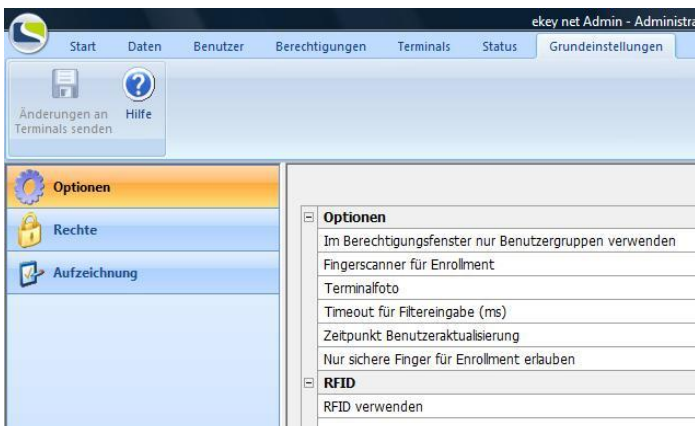 ekey net Admin - Administra
Start Daten Benutzer Berechtigungen Terminals Status Grundeinstellungen
Änderungen an
Terminals senden
Hilfe
Optionen
Rechte
Aufzeichnung
Optionen
Im Berechtigungsfenster nur Benutzergruppen verwenden
Fingerscanner für Enrollment
Terminalfoto
Timeout für Filtereingabe (ms)
Zeitpunkt Benutzeraktualisierung
Nur sichere Finger für Enrollment erlauben
RFID
RFID verwenden